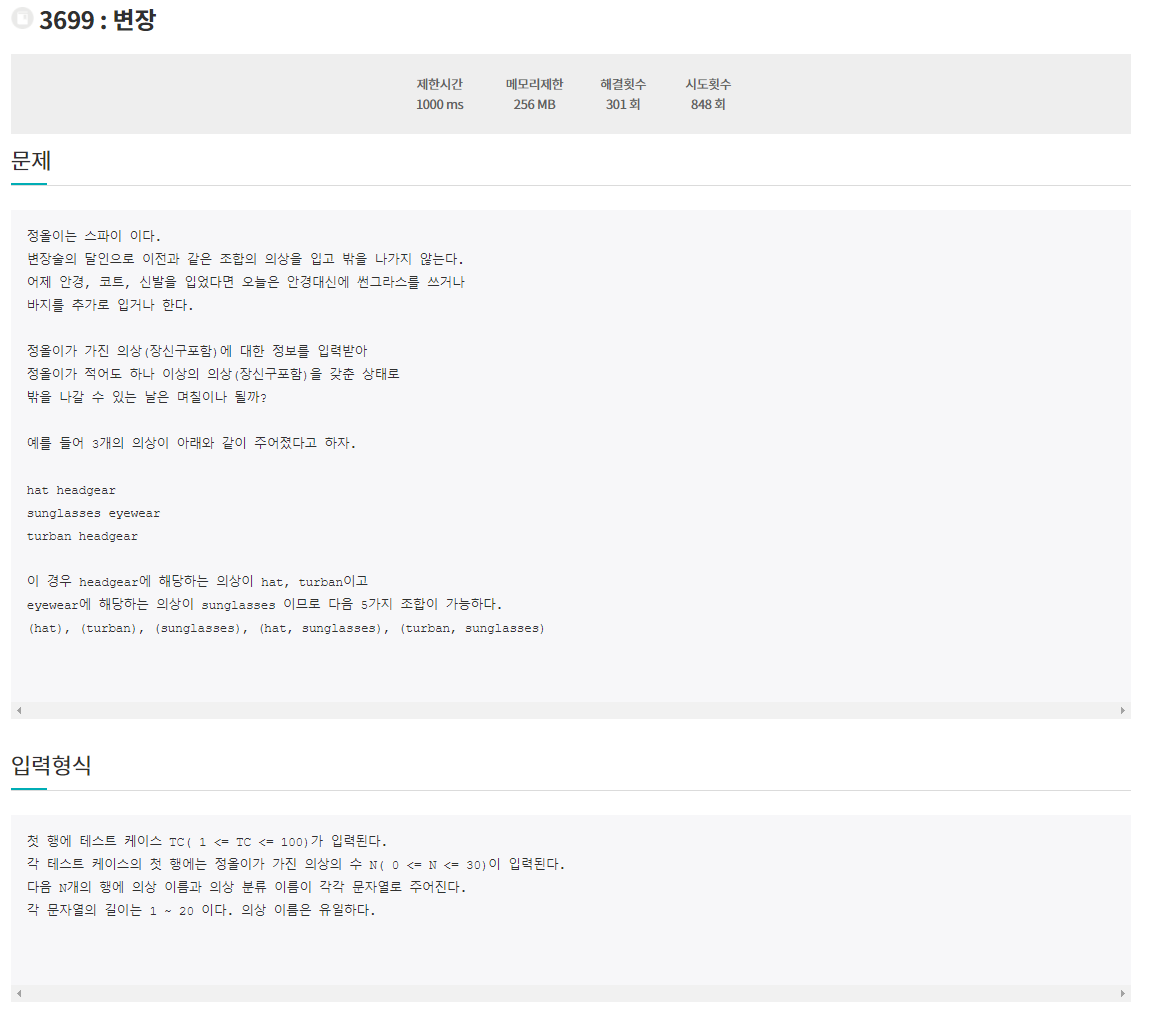 3699 : 변장
제한시간 메모리제한 해결횟수 시도횟수
1000 ms 256 MB 301 회 848 회
문제
정올이는 스파이 이다.
변장술의 달인으로 이전과 같은 조합의 의상을 입고 밖을 나가지 않는다.
어제 안경, 코트, 신발을 입었다면 오늘은 안경대신에 썬그라스를 쓰거나
바지를 추가로 입거나 한다.
정올이가 가진 의상(장신구포함)에 대한 정보를 입력받아
정올이가 적어도 하나 이상의 의상(장신구포함)을 갖춘 상태로
밖을 나갈 수 있는 날은 며칠이나 될까?
예를 들어 3개의 의상이 아래와 같이 주어졌다고 하자.
hat headgear
sunglasses eyewear
turban headgear
이 경우 headgear에 해당하는 의상이 hat, turban이고
eyewear에 해당하는 의상이 sunglasses 이므로 다음 5가지 조합이 가능하다.
(hat), (turban), (sunglasses), (hat, sunglasses), (turban, sunglasses)
입력형식
첫 행에 테스트 케이스 TC( 1 <= TC <= 100)가 입력된다.
각 테스트 케이스의 첫 행에는 정올이가 가진 의상의 수 N( 0 <= N <= 30)이 입력된다.
다음 N개의 행에 의상 이름과 의상 분류 이름이 각각 문자열로 주어진다.
각 문자열의 길이는 1 ~ 20 이다. 의상 이름은 유일하다.